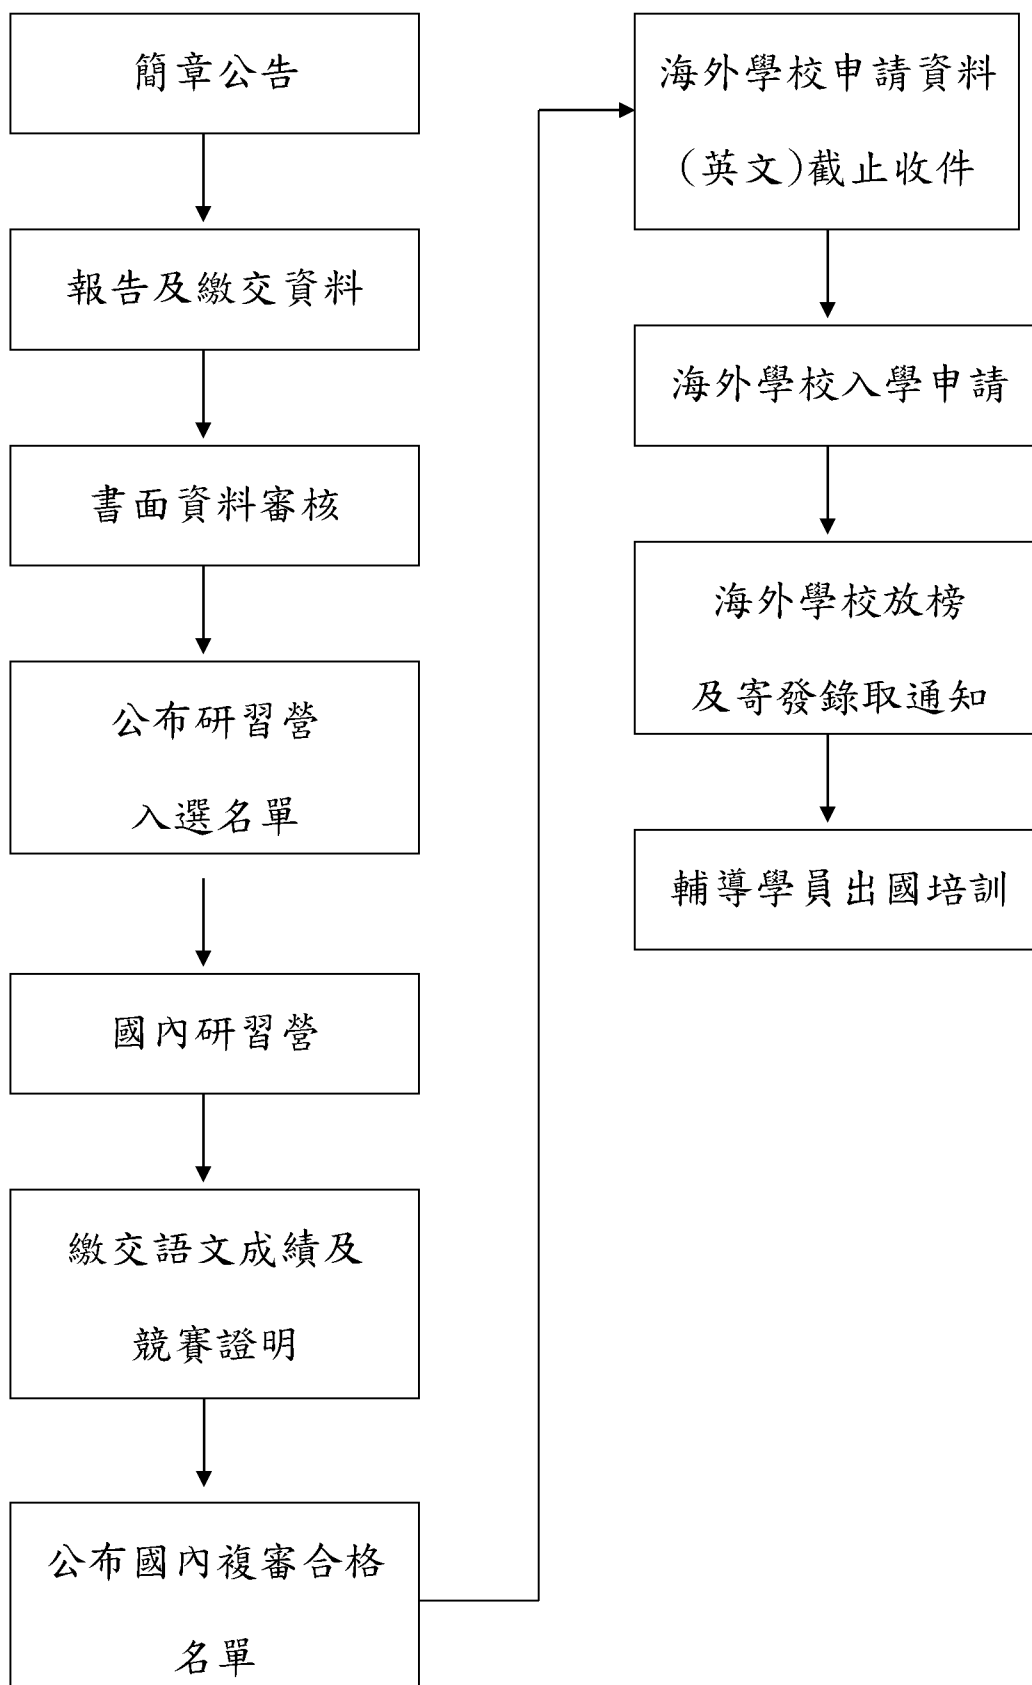 簡章公告
報告及繳交資料
書面資料審核
公布研習營
入選名單
國內研習營
繳交語文成績及
競賽證明
公布國內複審合格
名單
海外學校申請資料
(英文)截止收件
海外學校入學申請
海外學校放榜
及寄發錄取通知
輔導學員出國培訓